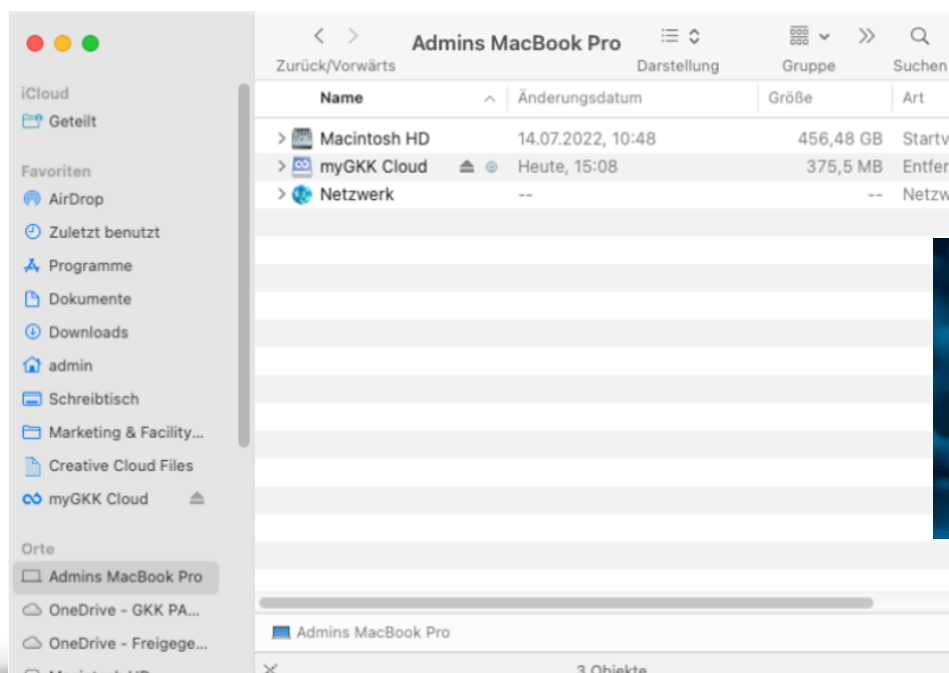 Admins MacBook Pro
Zurück/Vorwärts
Darstellung
Gruppe
Suchen
iCloud
Geteilt
Favoriten
AirDrop
Zuletzt benutzt
Programme
Dokumente
Downloads
admin
Schreibtisch
Marketing & Facility...
Creative Cloud Files
myGKK Cloud
Orte
Admins MacBook Pro
OneDrive - GKK PA...
OneDrive - Freigege...
Name Änderungsdatum Größe Art
Macintosh HD 14.07.2022, 10:48 456,48 GB Startv
myGKK Cloud Heute, 15:08 375,5 MB Entfer
Netzwerk -- -- Netzw
Admins MacBook Pro
3 Objekte